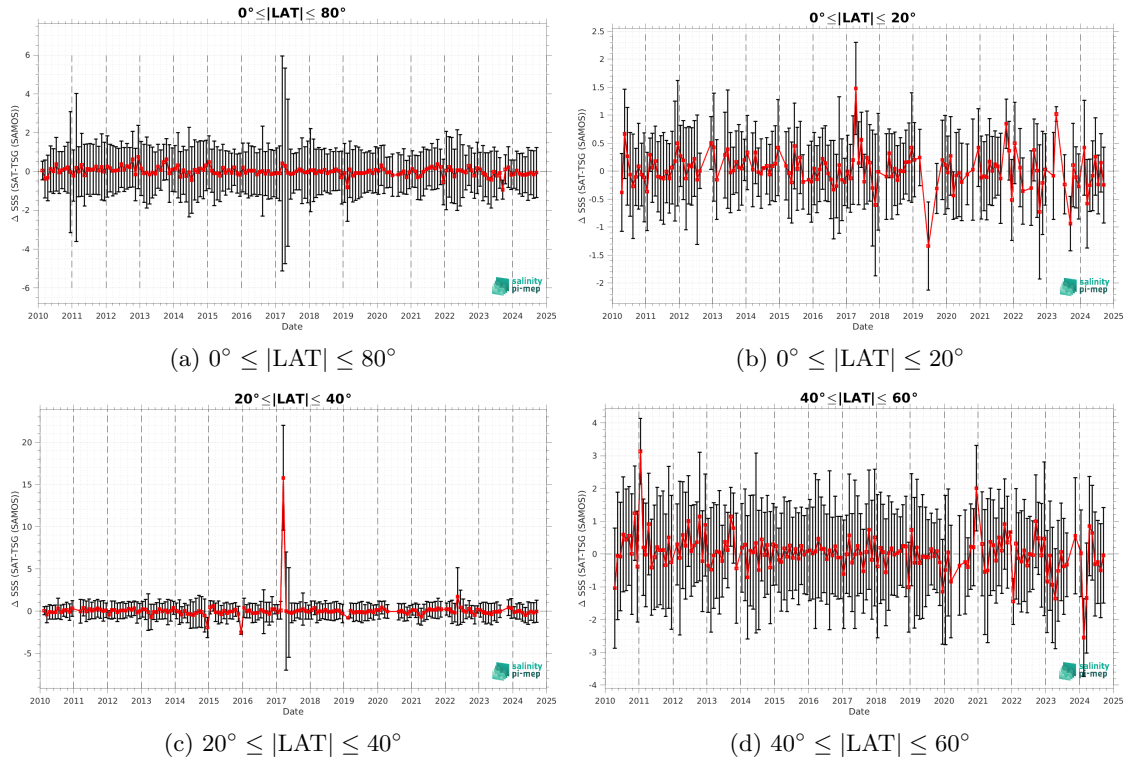 0°≤|LAT|≤ 80°
Δ SSS (SAT-TSG (SAMOS))
6
4
2
0
-2
-4
-6
2010 2011 2012 2013 2014 2015 2016 2017 2018 2019 2020 2021 2022 2023 2024 2025
Date
salinity
pi-mep
(a) 0° ≤ |LAT| ≤ 80°
0°≤|LAT|≤ 20°
Δ SSS (SAT-TSG (SAMOS))
2.5
2
1.5
1
0.5
0
-0.5
-1
-1.5
-2
2010 2011 2012 2013 2014 2015 2016 2017 2018 2019 2020 2021 2022 2023 2024 2025
Date
salinity
pi-mep
(b) 0° ≤ |LAT| ≤ 20°
20°≤|LAT|≤ 40°
Δ SSS (SAT-TSG (SAMOS))
20
15
10
5
0
-5
2010 2011 2012 2013 2014 2015 2016 2017 2018 2019 2020 2021 2022 2023 2024 2025
Date
salinity
pi-mep
(c) 20° ≤ |LAT| ≤ 40°
40°≤|LAT|≤ 60°
Δ SSS (SAT-TSG (SAMOS))
4
3
2
1
0
-1
-2
-3
-4
2010 2011 2012 2013 2014 2015 2016 2017 2018 2019 2020 2021 2022 2023 2024 2025
Date
salinity
pi-mep
(d) 40° ≤ |LAT| ≤ 60°